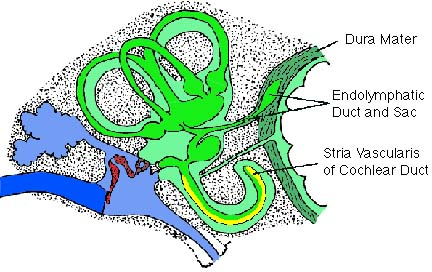 Dura Mater
Endolymphatic
Duct and Sac
Stria Vascularis
of Cochlear Duct